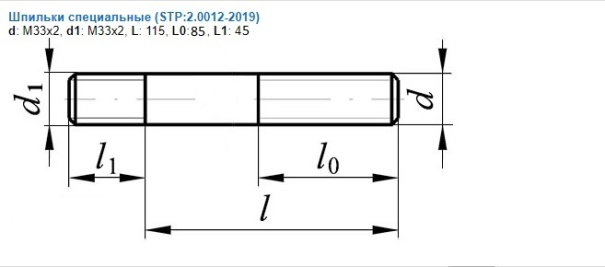 Шпильки специальные (STP:2.0012-2019)
d: M33x2, d1: M33x2, L: 115, L0:85, L1: 45
d1
d
l1
l0
l